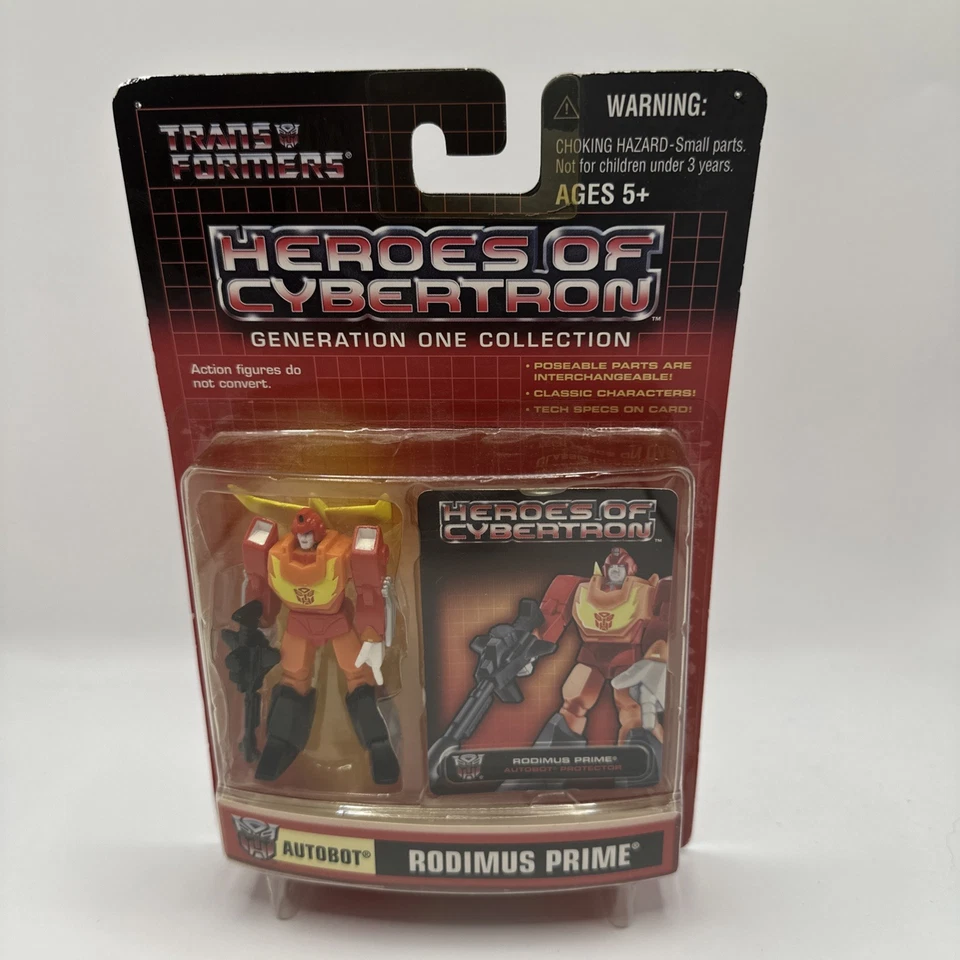 TRANS
FORMERS®
WARNING:
CHOKING HAZARD-Small parts.
Not for children under 3 years.
AGES 5+
HEROES OF
CYBERTRON™
GENERATION ONE COLLECTION
Action figures do
not convert.
• POSEABLE PARTS ARE
INTERCHANGEABLE!
• CLASSIC CHARACTERS!
• TECH SPECS ON CARD!
HEROES OF
CYBERTRON™
RODIMUS PRIME®
AUTOBOT® PROTECTOR
AUTOBOT®
RODIMUS PRIME®